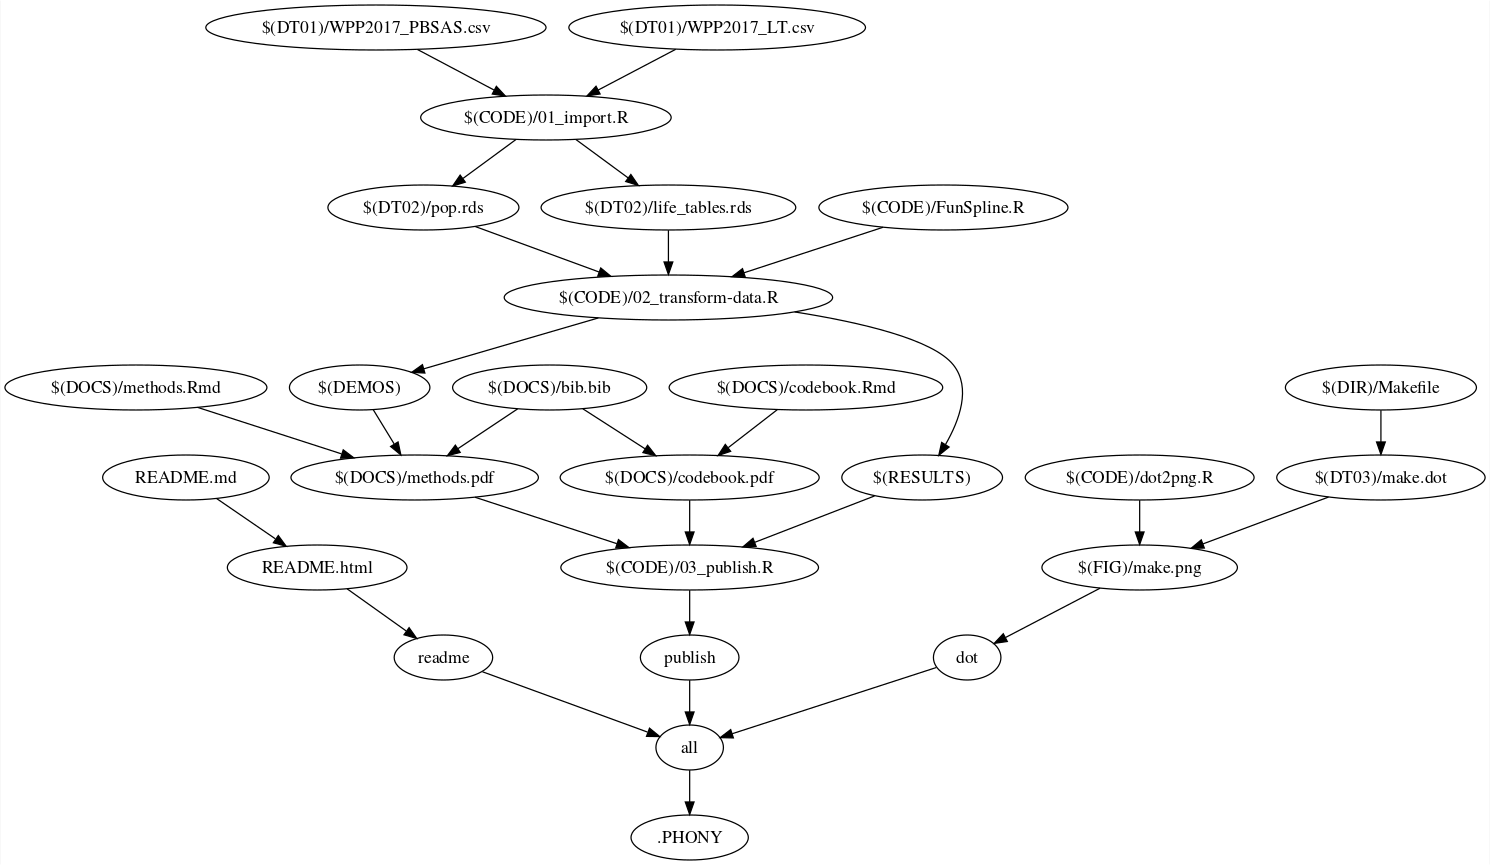 $(DT01)/WPP2017_PBSAS.csv
$(DT01)/WPP2017_LT.csv
$(CODE)/01_import.R
$(DT02)/pop.rds
$(DT02)/life_tables.rds
$(CODE)/FunSpline.R
$(CODE)/02_transform-data.R
$(DOCS)/methods.Rmd
$(DEMOS)
$(DOCS)/bib.bib
$(DOCS)/codebook.Rmd
$(DIR)/Makefile
README.md
$(DOCS)/methods.pdf
$(DOCS)/codebook.pdf
$(RESULTS)
$(CODE)/dot2png.R
$(DT03)/make.dot
README.html
$(CODE)/03_publish.R
$(FIG)/make.png
readme
publish
dot
all
.PHONY